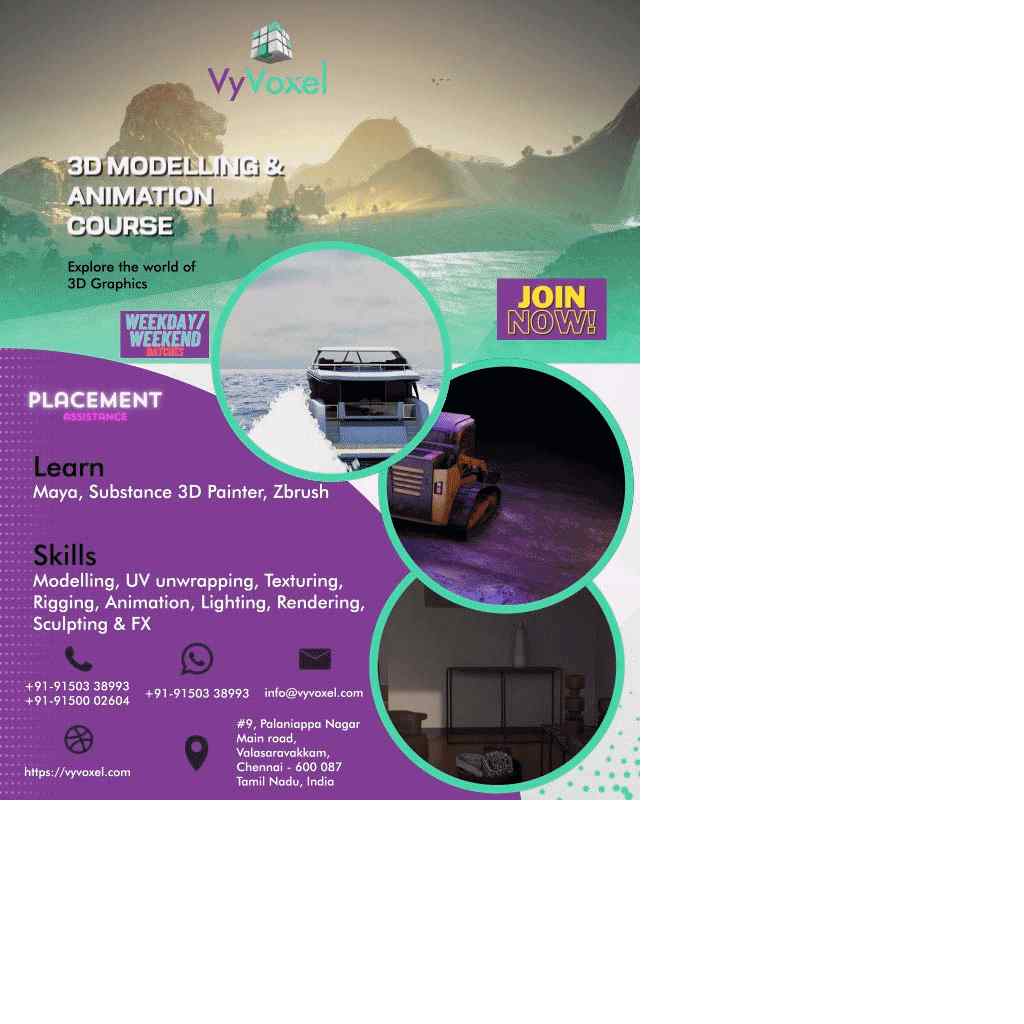 VyVoxel
3D MODELLING &
ANIMATION
COURSE
Explore the world of
3D Graphics
JOIN
NOW!
WEEKDAY/
WEEKEND
BATCHES
PLACEMENT
ASSISTANCE
Learn
Maya, Substance 3D Painter, Zbrush
Skills
Modelling, UV unwrapping, Texturing,
Rigging, Animation, Lighting, Rendering,
Sculpting & FX
+91-91503 38993
+91-91500 02604
+91-91503 38993
info@vyvoxel.com
https://vyvoxel.com
#9, Palaniappa Nagar
Main road,
Valasaravakkam,
Chennai - 600 087
Tamil Nadu, India